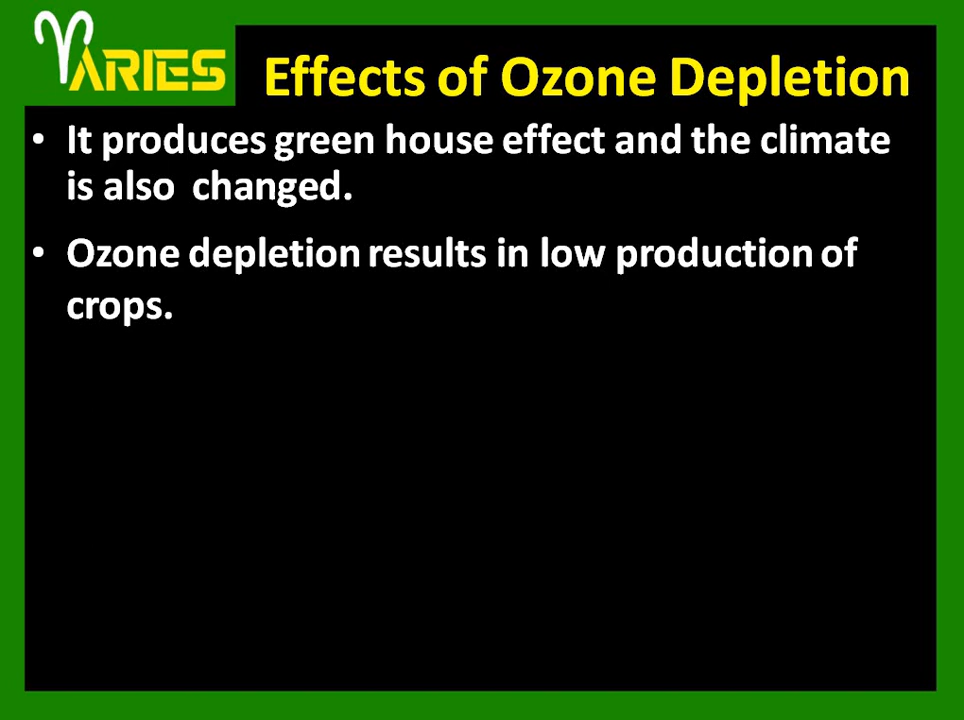 ARIES
Effects of Ozone Depletion
• It produces green house effect and the climate
is also changed.
• Ozone depletion results in low production of
crops.